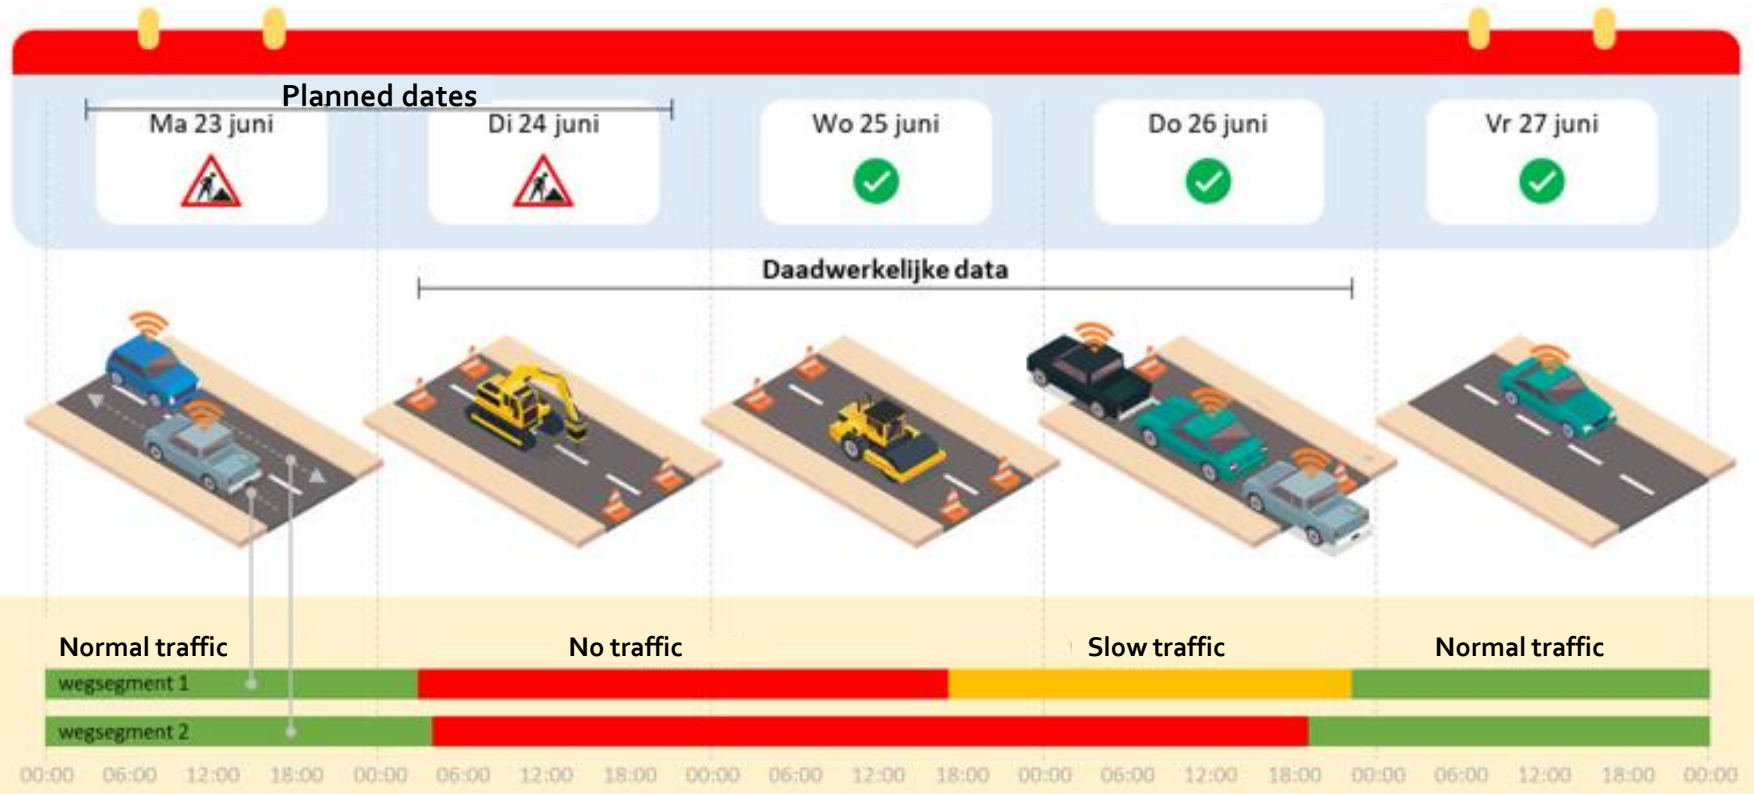 Planned dates
Ma 23 juni
Di 24 juni
Wo 25 juni
Do 26 juni
Vr 27 juni
Daadwerkelijke data
Normal traffic
No traffic
Slow traffic
Normal traffic
wegsegment 1
wegsegment 2
00:00 06:00 12:00 18:00 00:00 06:00 12:00 18:00 00:00 06:00 12:00 18:00 00:00 06:00 12:00 18:00 00:00 06:00 12:00 18:00 00:00